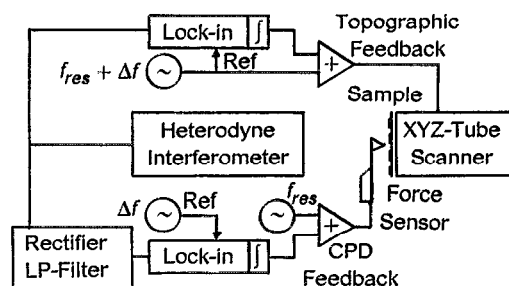 Lock-in ∫
Topographic
Feedback
f_res + Δf ~ Ref
+
Sample
Heterodyne
Interferometer
XYZ-Tube
Scanner
Δf ~ Ref
f_res ~
Force
Sensor
Rectifier
LP-Filter
Lock-in ∫
+
CPD
Feedback